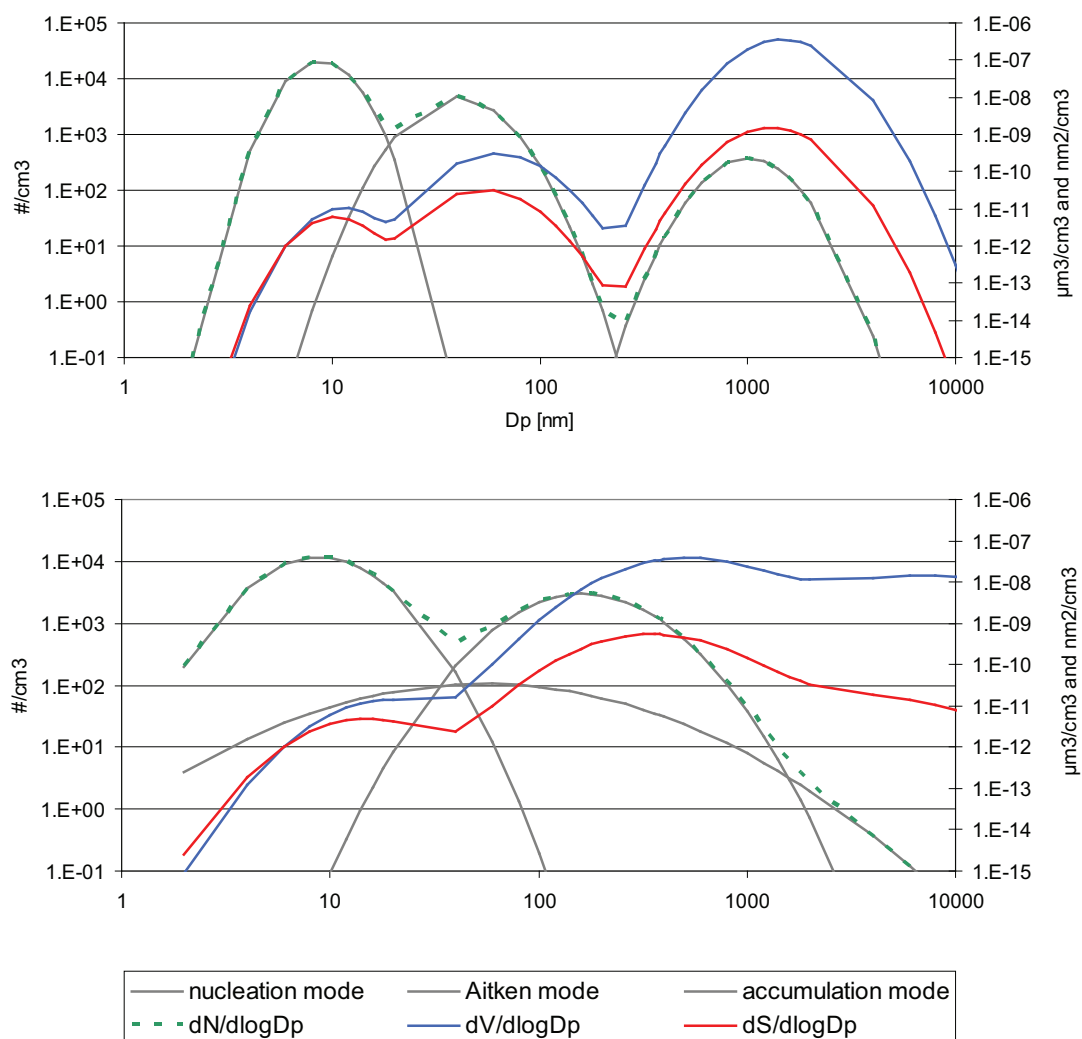 1.E+05
1.E+04
1.E+03
1.E+02
1.E+01
1.E+00
1.E-01
#/cm3
1.E-06
1.E-07
1.E-08
1.E-09
1.E-10
1.E-11
1.E-12
1.E-13
1.E-14
1.E-15
µm3/cm3 and nm2/cm3
1 10 100 1000 10000
Dp [nm]
1.E+05
1.E+04
1.E+03
1.E+02
1.E+01
1.E+00
1.E-01
#/cm3
1.E-06
1.E-07
1.E-08
1.E-09
1.E-10
1.E-11
1.E-12
1.E-13
1.E-14
1.E-15
µm3/cm3 and nm2/cm3
1 10 100 1000 10000
nucleation mode Aitken mode accumulation mode
dN/dlogDp dV/dlogDp dS/dlogDp